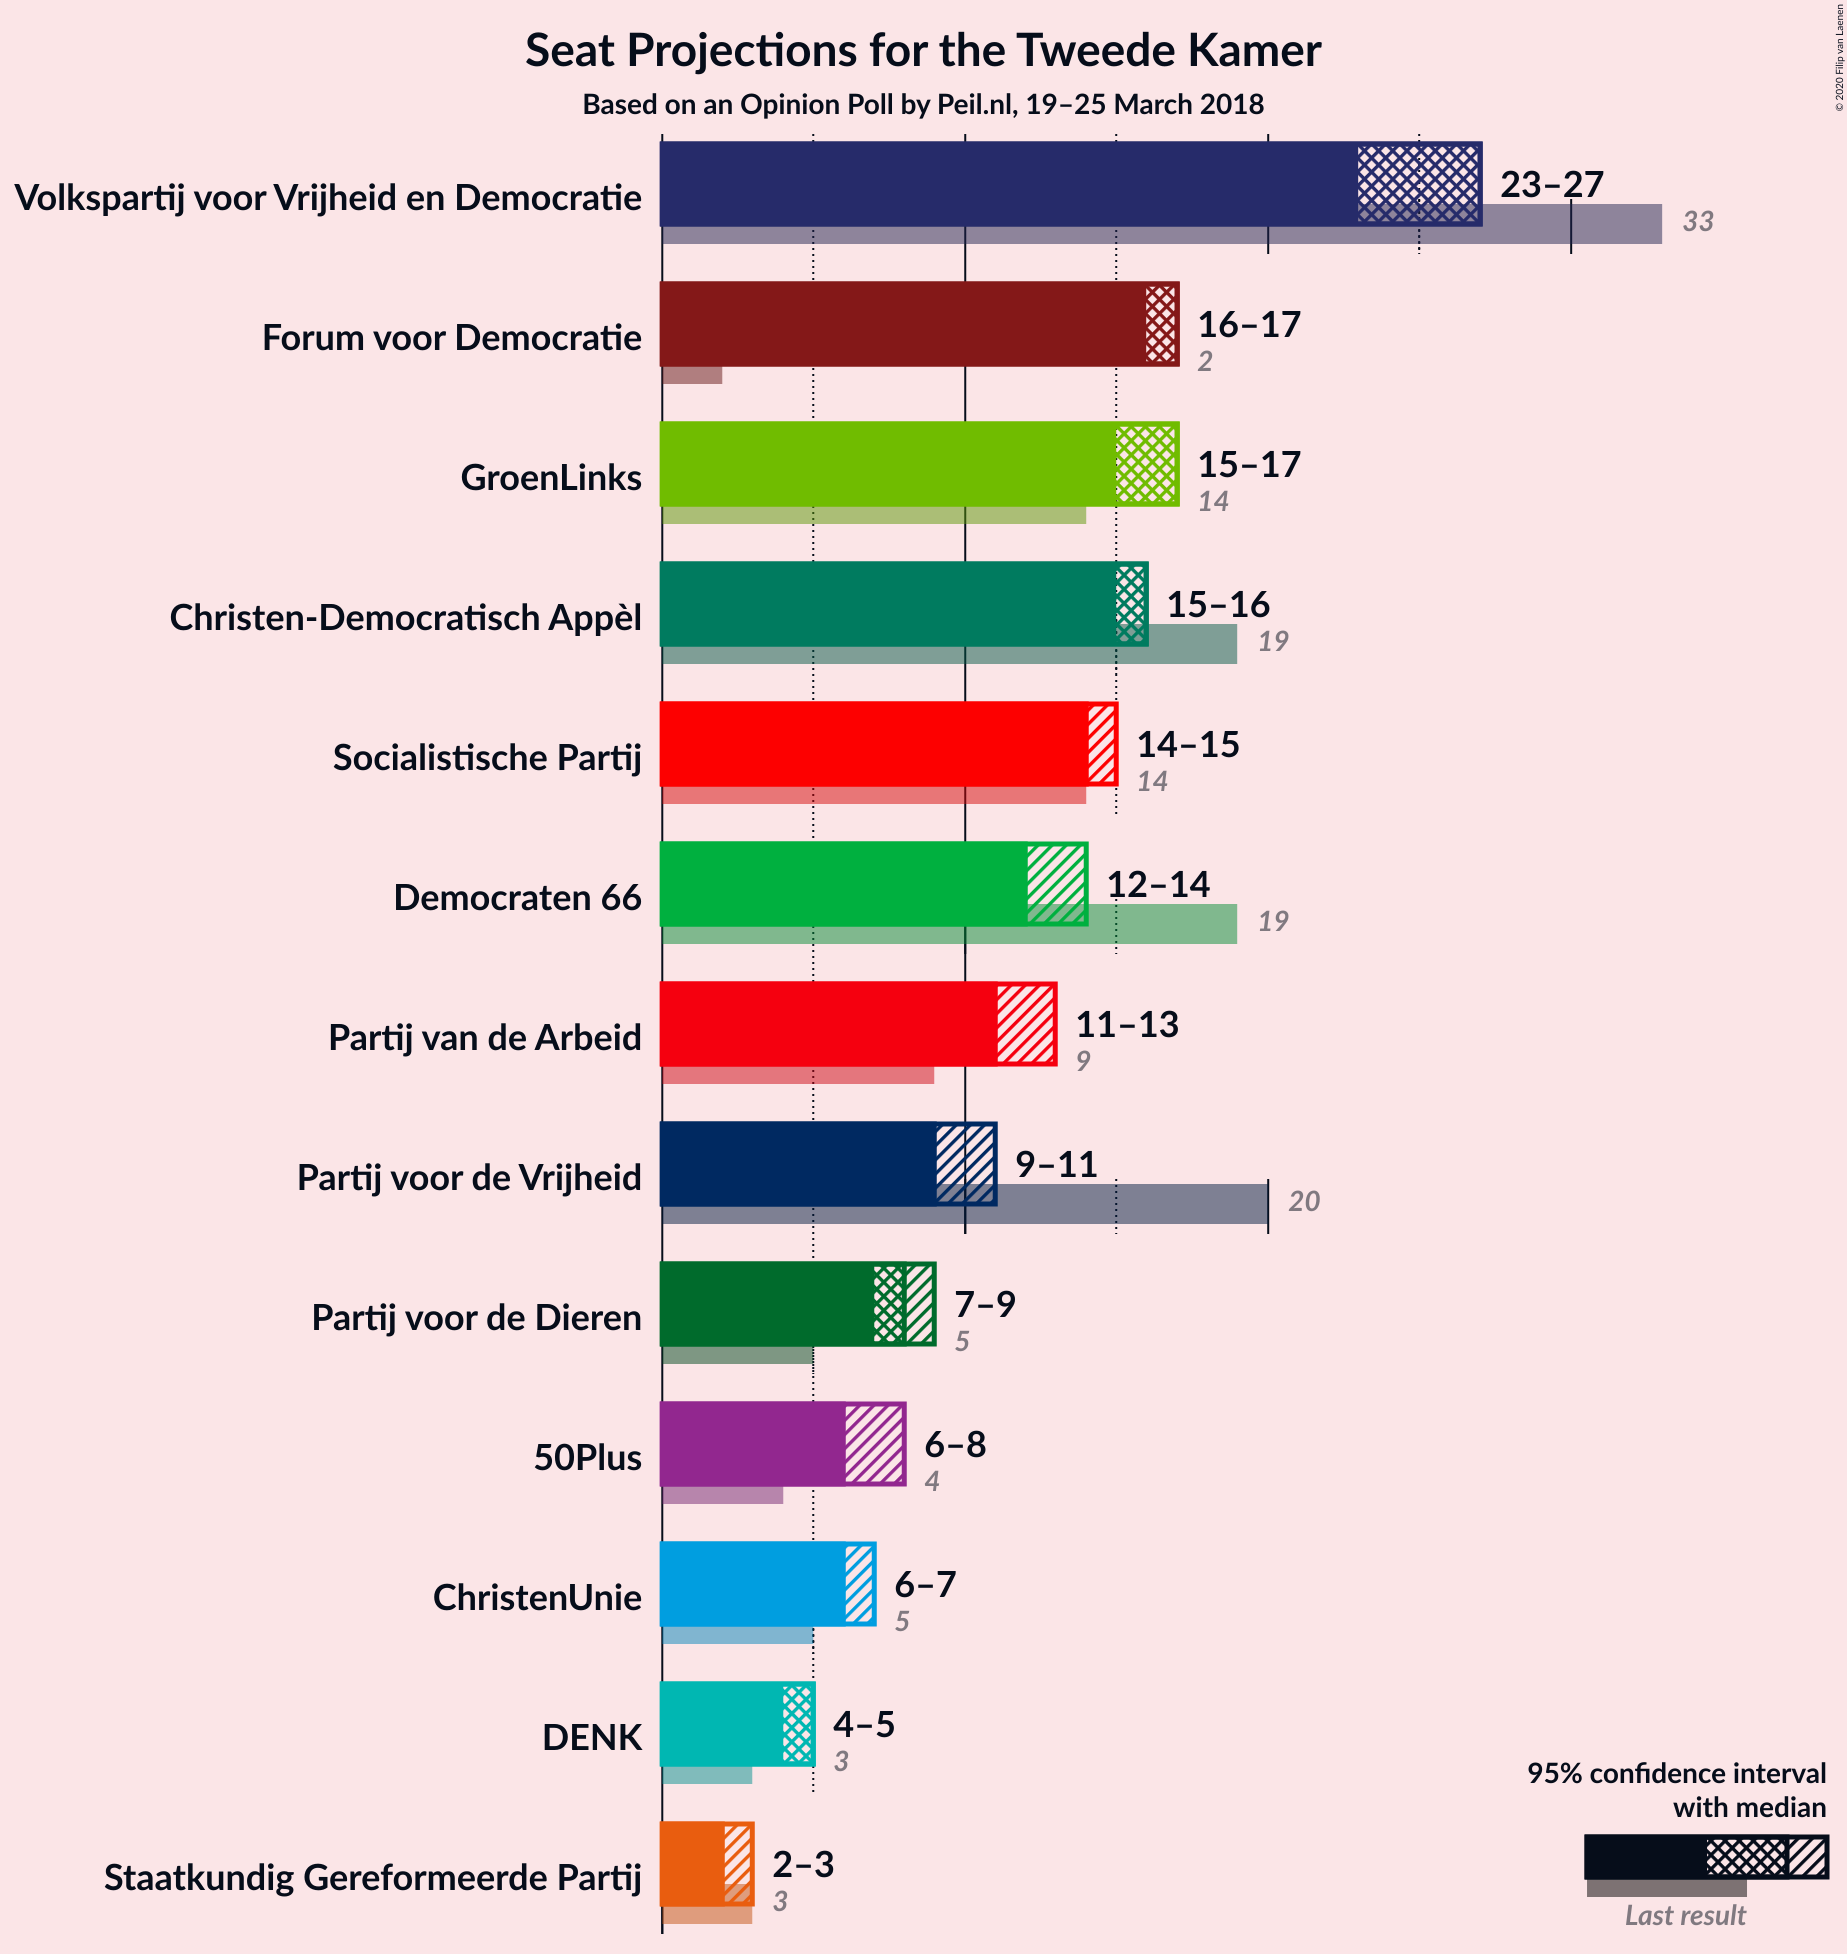 Seat Projections for the Tweede Kamer
Based on an Opinion Poll by Peil.nl, 19–25 March 2018
© 2020 Filip van Laenen
Volkspartij voor Vrijheid en Democratie
23–27
33
Forum voor Democratie
16–17
2
GroenLinks
15–17
14
Christen-Democratisch Appèl
15–16
19
Socialistische Partij
14–15
14
Democraten 66
12–14
19
Partij van de Arbeid
11–13
9
Partij voor de Vrijheid
9–11
20
Partij voor de Dieren
7–9
5
50Plus
6–8
4
ChristenUnie
6–7
5
DENK
4–5
3
Staatkundig Gereformeerde Partij
2–3
3
95% confidence interval
with median
Last result